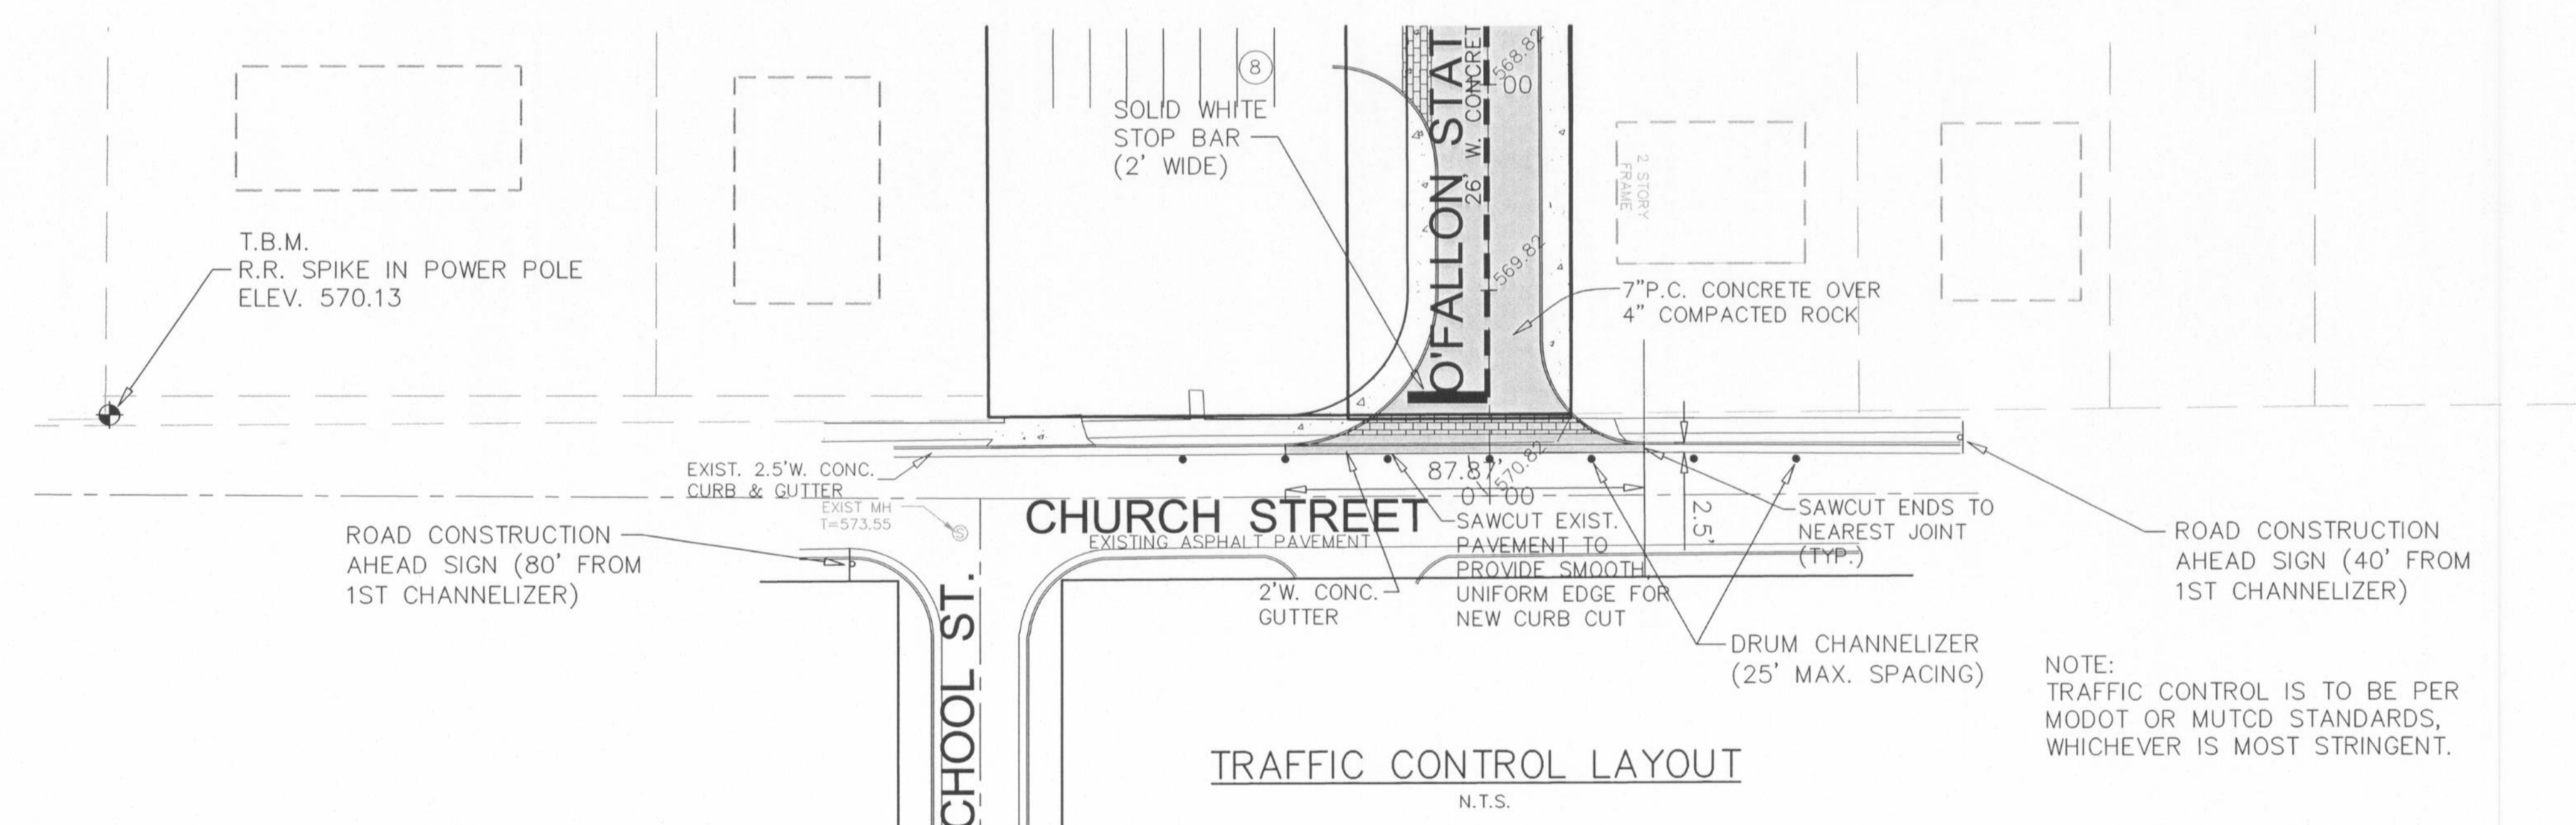 8
SOLID WHITE
STOP BAR
(2' WIDE)
O'FALLON STAT
26' W. CONCRET
568.82
00
569.82
2 STORY
FRAME
T.B.M.
R.R. SPIKE IN POWER POLE
ELEV. 570.13
7"P.C. CONCRETE OVER
4" COMPACTED ROCK
EXIST. 2.5'W. CONC.
CURB & GUTTER
EXIST MH
T=573.55
S
87.87'
570.82
0 00
CHURCH STREET
EXISTING ASPHALT PAVEMENT
2.5'
SAWCUT EXIST.
PAVEMENT TO
PROVIDE SMOOTH
UNIFORM EDGE FOR
NEW CURB CUT
SAWCUT ENDS TO
NEAREST JOINT
(TYP.)
ROAD CONSTRUCTION
AHEAD SIGN (80' FROM
1ST CHANNELIZER)
ROAD CONSTRUCTION
AHEAD SIGN (40' FROM
1ST CHANNELIZER)
2'W. CONC.
GUTTER
CHOOL ST.
DRUM CHANNELIZER
(25' MAX. SPACING)
NOTE:
TRAFFIC CONTROL IS TO BE PER
MODOT OR MUTCD STANDARDS,
WHICHEVER IS MOST STRINGENT.
TRAFFIC CONTROL LAYOUT
N.T.S.